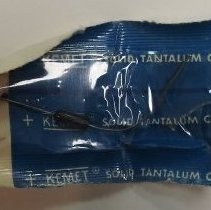 KEMET® SOLID TANTALUM C
+ KEMET® SOLID TANTALUM C
+ KEMET® SOLID TANTALUM C